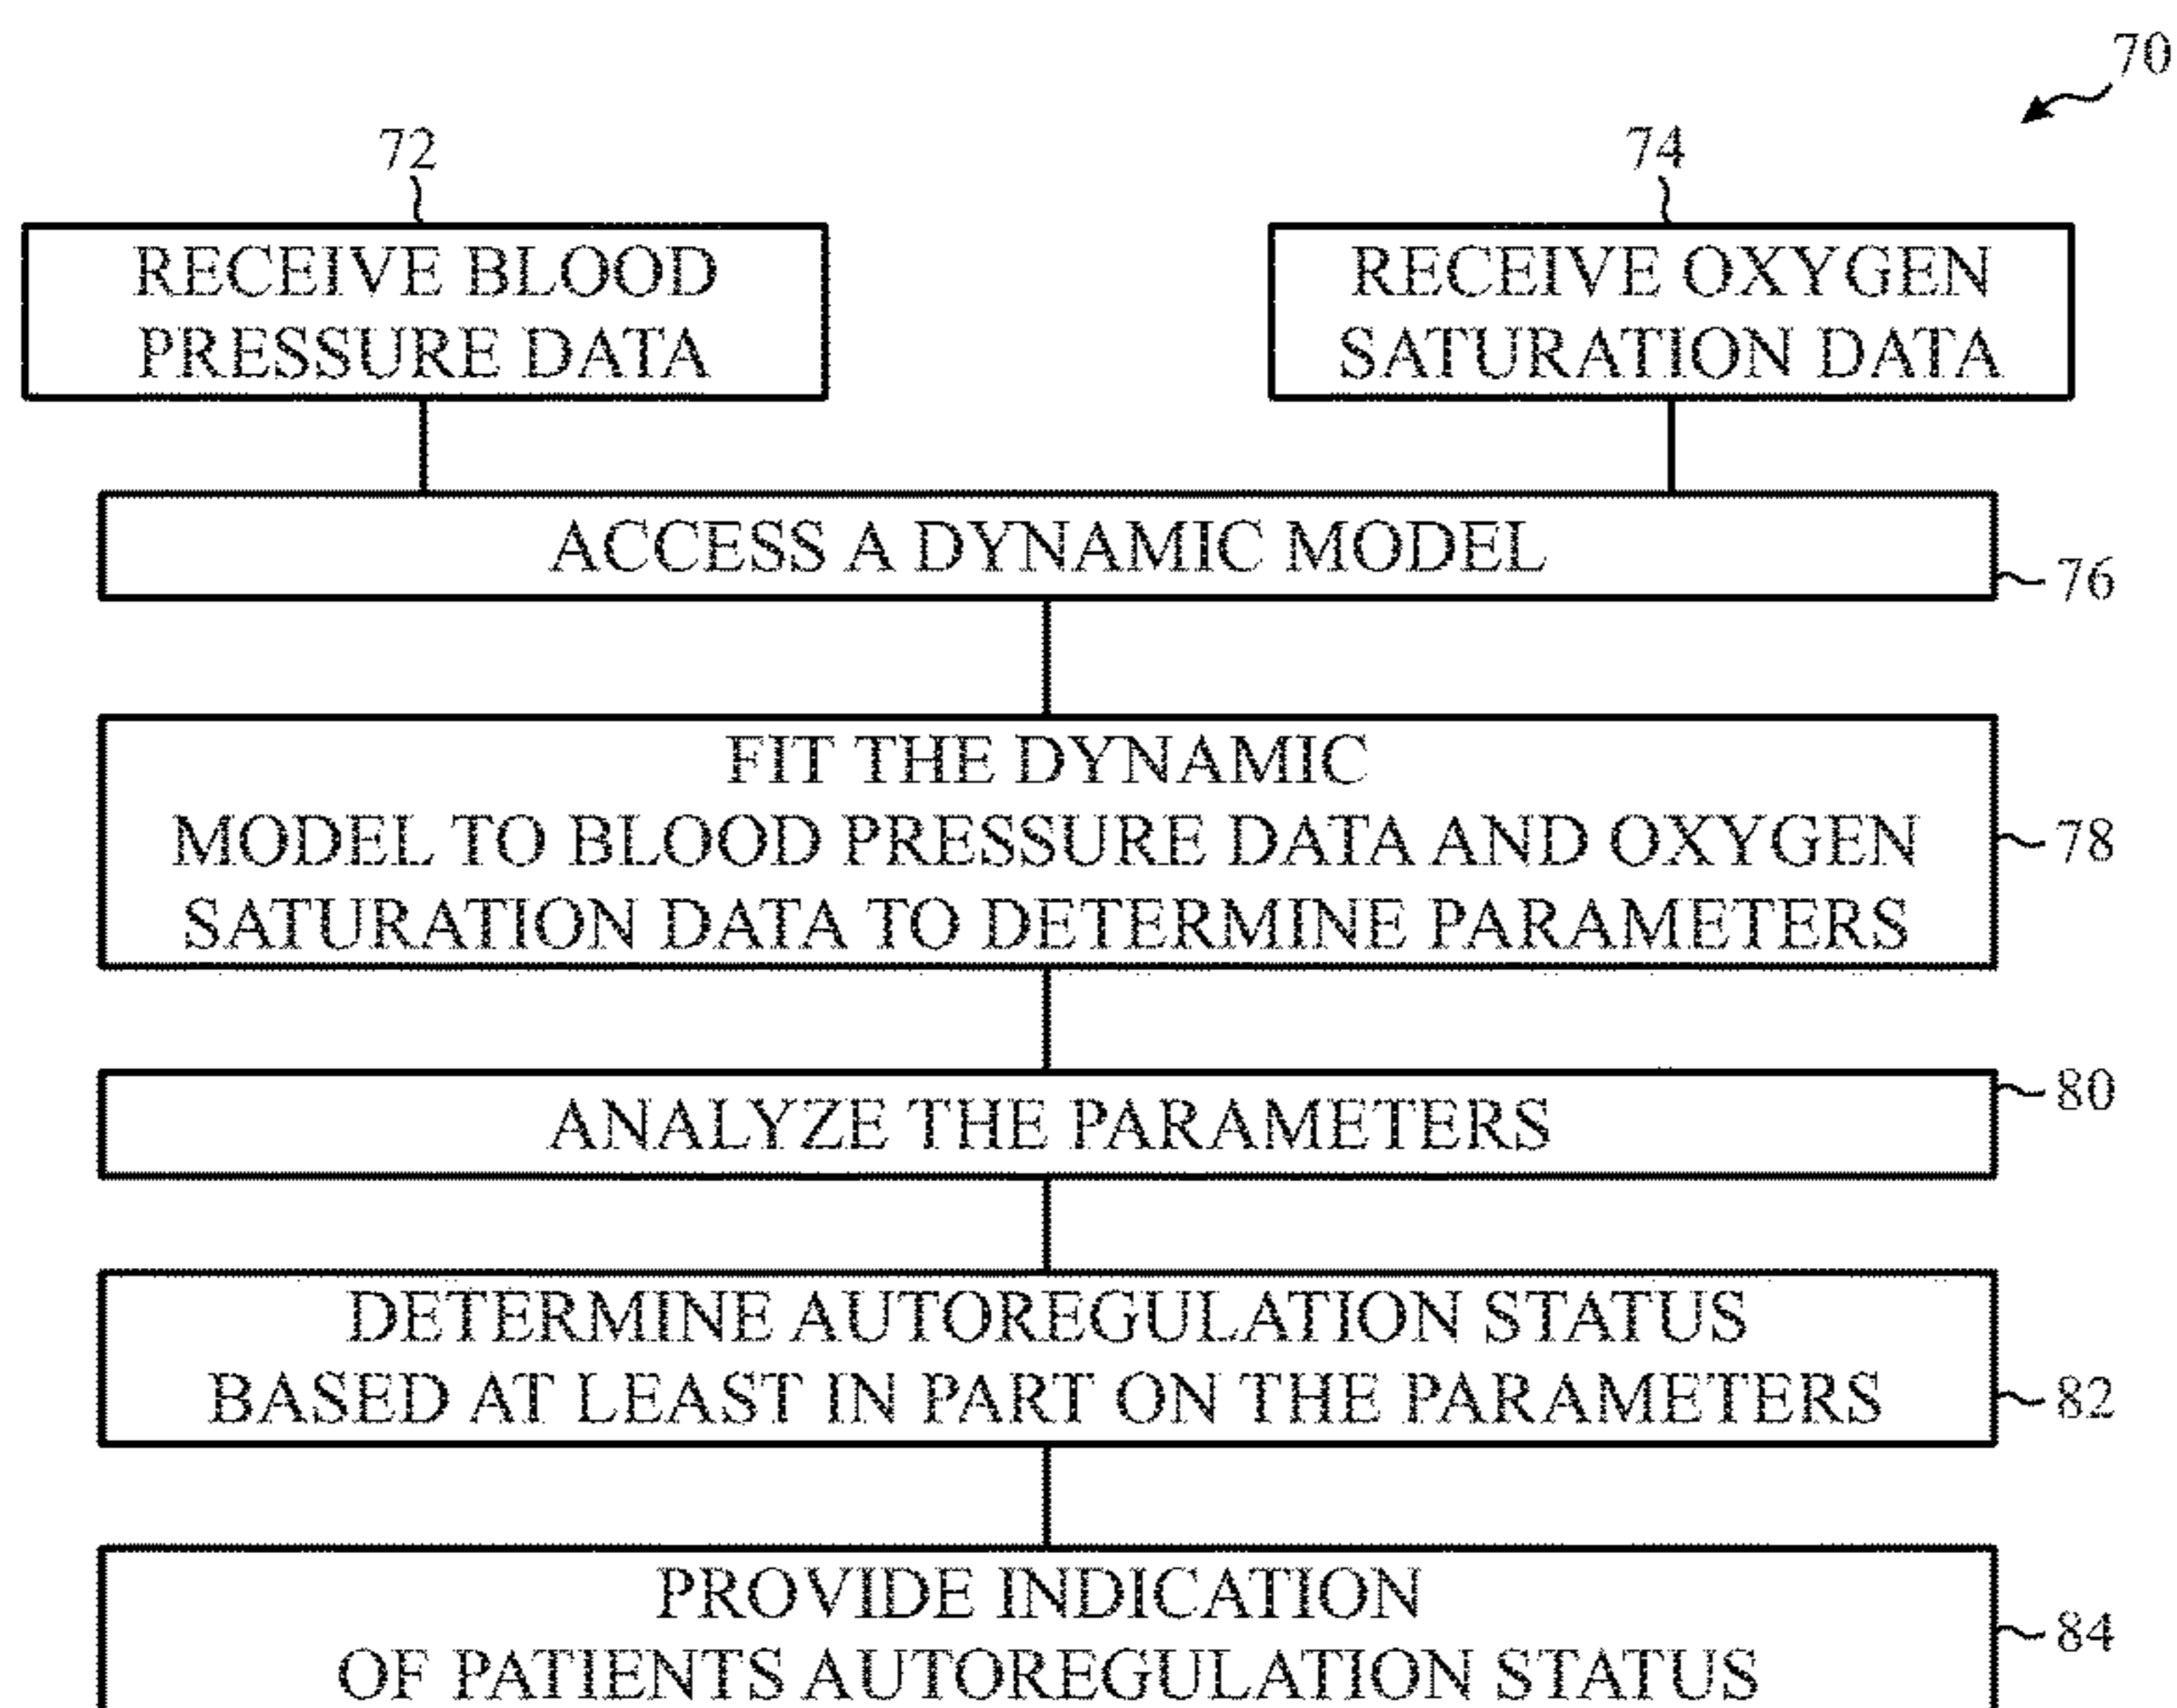 70
72
74
RECEIVE BLOOD
PRESSURE DATA
RECEIVE OXYGEN
SATURATION DATA
ACCESS A DYNAMIC MODEL
76
FIT THE DYNAMIC
MODEL TO BLOOD PRESSURE DATA AND OXYGEN
SATURATION DATA TO DETERMINE PARAMETERS
78
ANALYZE THE PARAMETERS
80
DETERMINE AUTOREGULATION STATUS
BASED AT LEAST IN PART ON THE PARAMETERS
82
PROVIDE INDICATION
OF PATIENTS AUTOREGULATION STATUS
84